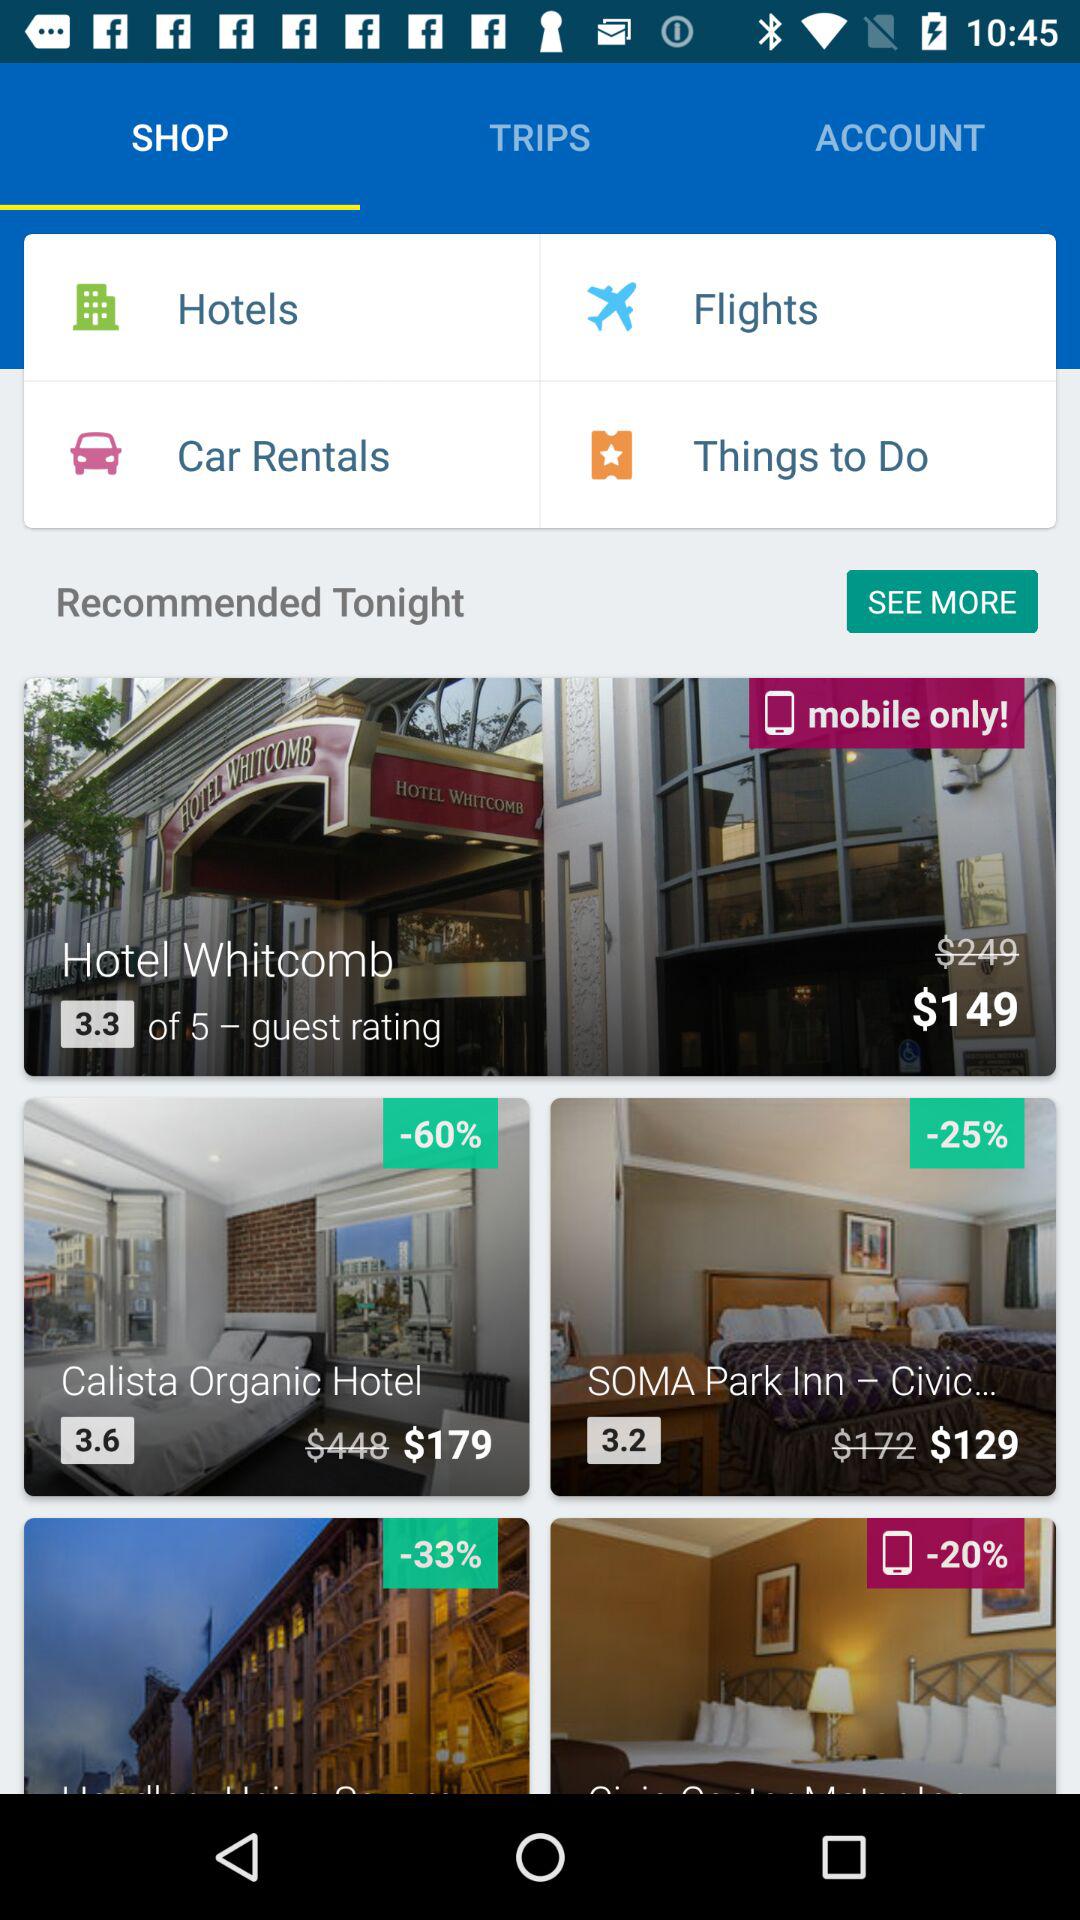 10:45
SHOP
TRIPS
ACCOUNT
Hotels
Flights
Car Rentals
Things to Do
Recommended Tonight
SEE MORE
mobile only!
HOTEL WHITCOMB
HOTEL WHITCOMB
Hotel Whitcomb
$249
3.3 of 5 – guest rating
$149
-60%
Calista Organic Hotel
3.6
$448 $179
-25%
SOMA Park Inn – Civic...
3.2
$172 $129
-33%
-20%